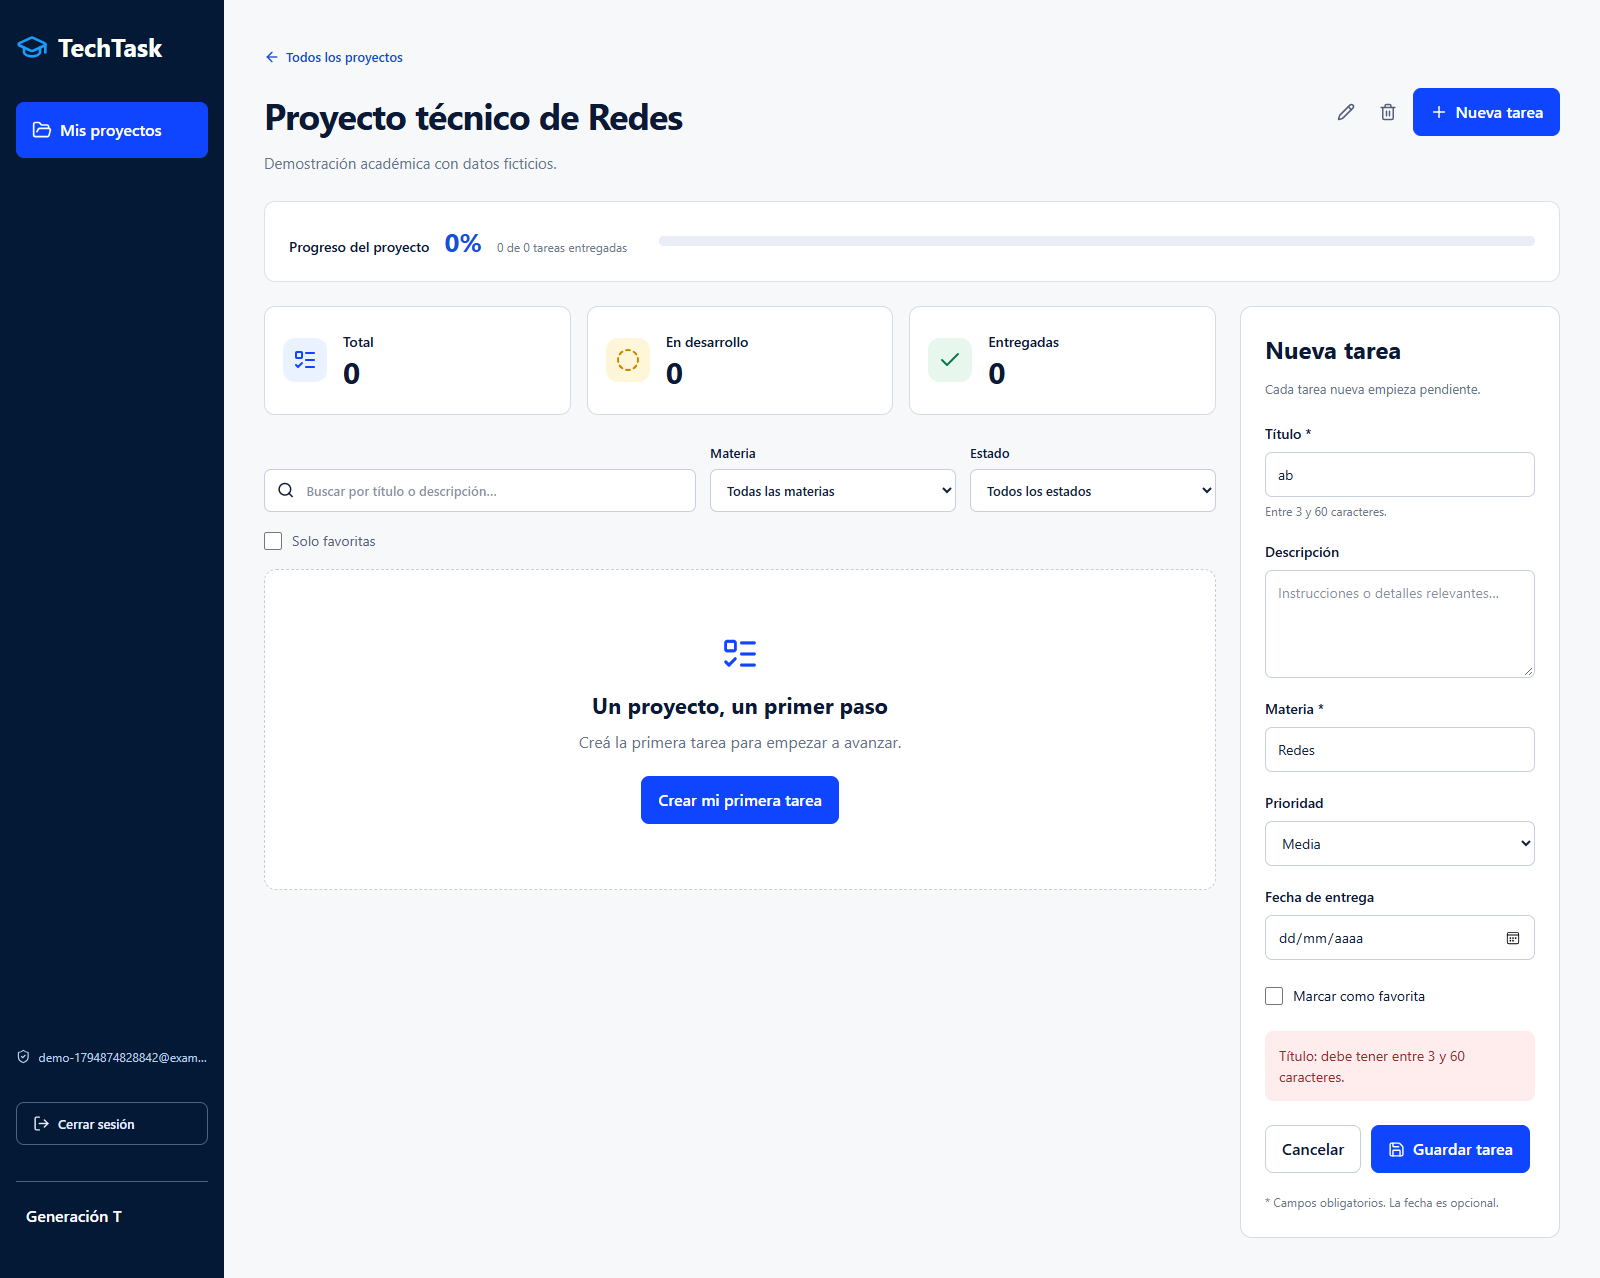 TechTask
Mis proyectos
demo-1794874828842@exam...
Cerrar sesión
Generación T
Todos los proyectos
Proyecto técnico de Redes
Nueva tarea
Demostración académica con datos ficticios.
Progreso del proyecto 0% 0 de 0 tareas entregadas
Total
0
En desarrollo
0
Entregadas
0
Materia
Estado
Buscar por título o descripción...
Todas las materias
Todos los estados
Solo favoritas
Un proyecto, un primer paso
Creá la primera tarea para empezar a avanzar.
Crear mi primera tarea
Nueva tarea
Cada tarea nueva empieza pendiente.
Título *
ab
Entre 3 y 60 caracteres.
Descripción
Instrucciones o detalles relevantes...
Materia *
Redes
Prioridad
Media
Fecha de entrega
dd/mm/aaaa
Marcar como favorita
Título: debe tener entre 3 y 60
caracteres.
Cancelar
Guardar tarea
* Campos obligatorios. La fecha es opcional.